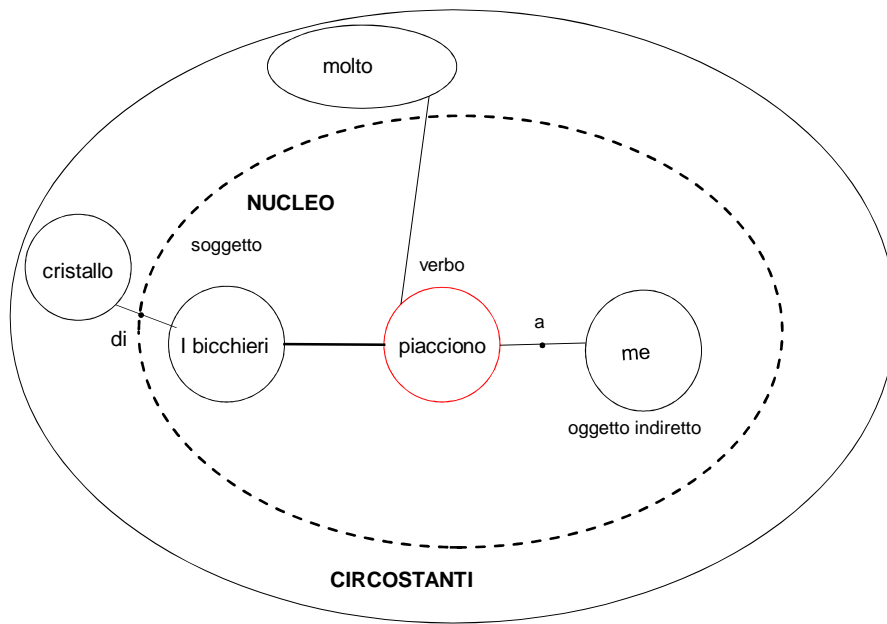 molto
NUCLEO
soggetto
cristallo
verbo
di
I bicchieri
piacciono
a
me
oggetto indiretto
CIRCOSTANTI